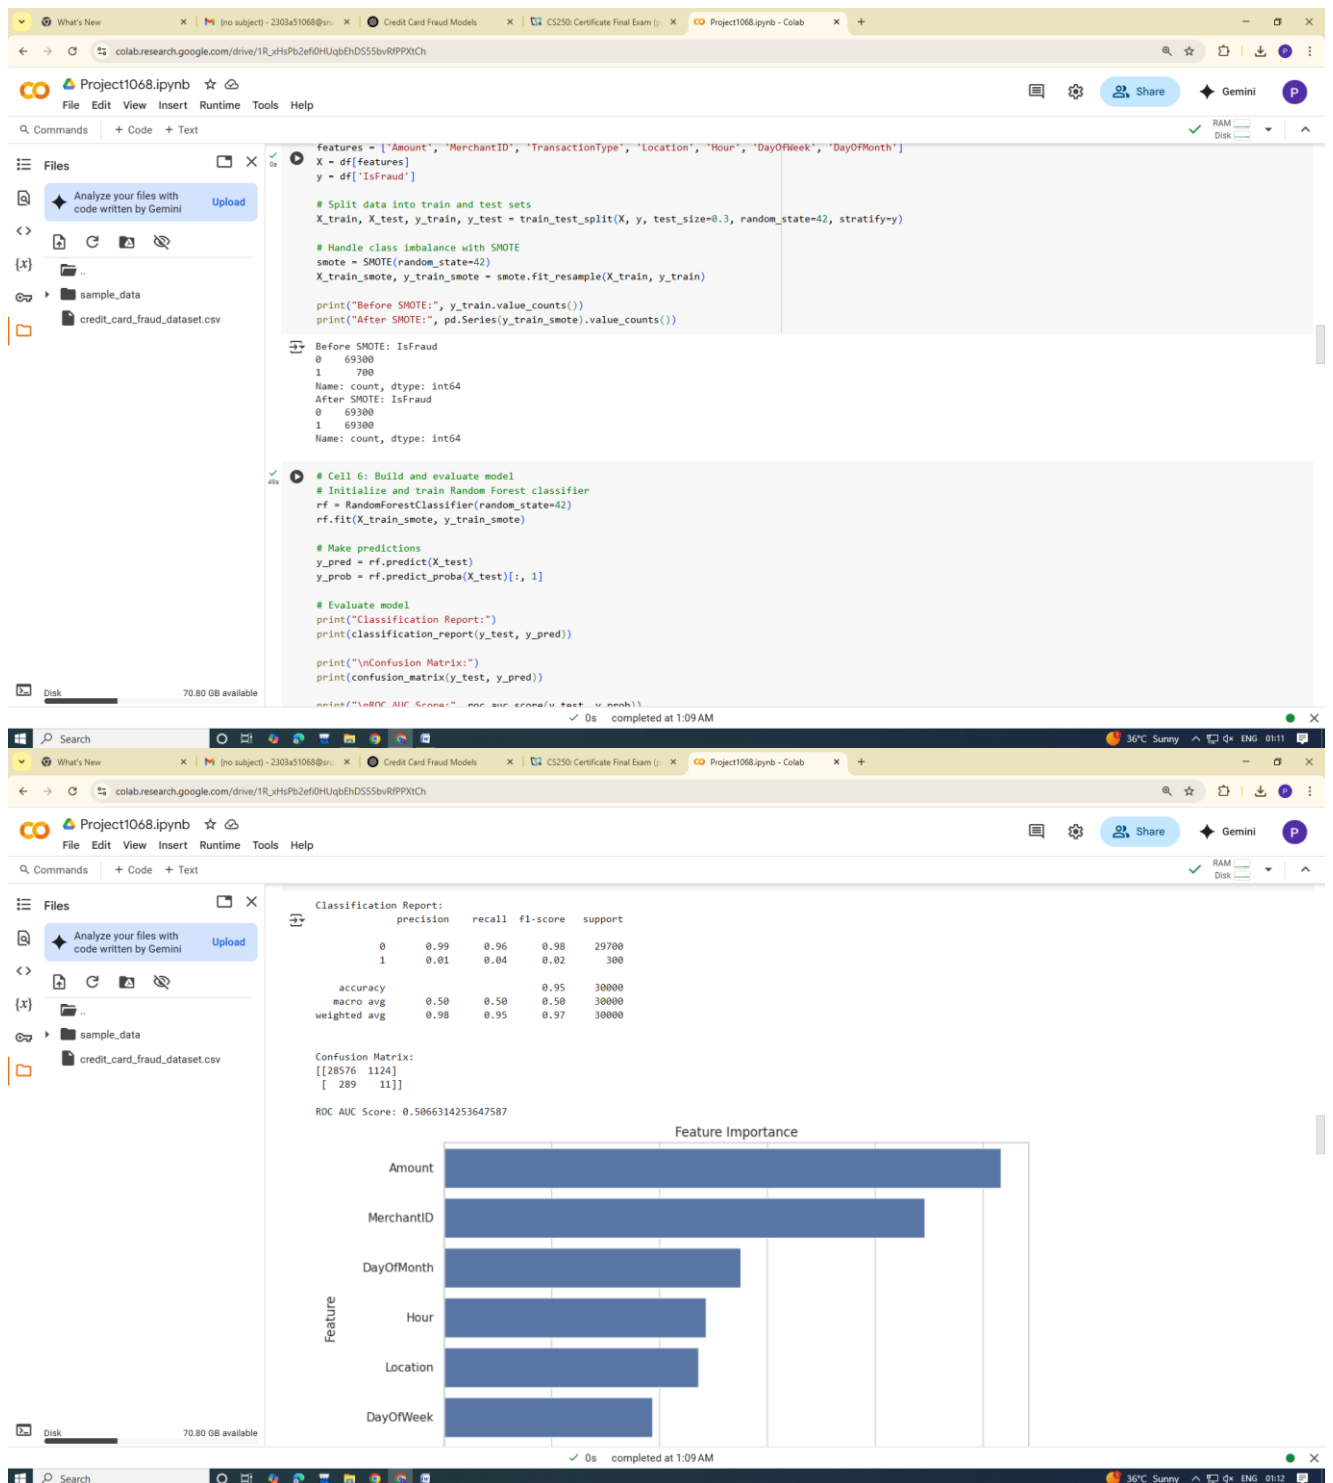 What's New
(no subject) - 2303a51068@sru
Credit Card Fraud Models
CS250: Certificate Final Exam (
Project1068.ipynb - Colab
colab.research.google.com/drive/1R_xHsPb2efi0HUqbEhDS55bvRfPPXtCh
CO Project1068.ipynb
Share
Gemini
P
File Edit View Insert Runtime Tools Help
Commands + Code + Text
RAM
Disk
Files
Analyze your files with
code written by Gemini
Upload
..
sample_data
credit_card_fraud_dataset.csv
Disk
70.80 GB available
0s
features = ['Amount', 'MerchantID', 'TransactionType', 'Location', 'Hour', 'DayOfWeek', 'DayOfMonth']
X = df[features]
y = df['IsFraud']
# Split data into train and test sets
X_train, X_test, y_train, y_test = train_test_split(X, y, test_size=0.3, random_state=42, stratify=y)
# Handle class imbalance with SMOTE
smote = SMOTE(random_state=42)
X_train_smote, y_train_smote = smote.fit_resample(X_train, y_train)
print("Before SMOTE:", y_train.value_counts())
print("After SMOTE:", pd.Series(y_train_smote).value_counts())
Before SMOTE: IsFraud
0 69300
1 700
Name: count, dtype: int64
After SMOTE: IsFraud
0 69300
1 69300
Name: count, dtype: int64
49s
# Cell 6: Build and evaluate model
# Initialize and train Random Forest classifier
rf = RandomForestClassifier(random_state=42)
rf.fit(X_train_smote, y_train_smote)
# Make predictions
y_pred = rf.predict(X_test)
y_prob = rf.predict_proba(X_test)[:, 1]
# Evaluate model
print("Classification Report:")
print(classification_report(y_test, y_pred))
print("\nConfusion Matrix:")
print(confusion_matrix(y_test, y_pred))
print("\nROC AUC Score:", roc_auc_score(y_test, y_prob))
0s completed at 1:09 AM
Search
36°C Sunny ENG 01:11
What's New
(no subject) - 2303a51068@sru
Credit Card Fraud Models
CS250: Certificate Final Exam (
Project1068.ipynb - Colab
colab.research.google.com/drive/1R_xHsPb2efi0HUqbEhDS55bvRfPPXtCh
CO Project1068.ipynb
Share
Gemini
P
File Edit View Insert Runtime Tools Help
Commands + Code + Text
RAM
Disk
Files
Analyze your files with
code written by Gemini
Upload
..
sample_data
credit_card_fraud_dataset.csv
Disk
70.80 GB available
Classification Report:
precision recall f1-score support
0 0.99 0.96 0.98 29700
1 0.01 0.04 0.02 300
accuracy 0.95 30000
macro avg 0.50 0.50 0.50 30000
weighted avg 0.98 0.95 0.97 30000
Confusion Matrix:
[[28576 1124]
[ 289 11]]
ROC AUC Score: 0.5066314253647587
Feature Importance
Feature
Amount
MerchantID
DayOfMonth
Hour
Location
DayOfWeek
0s completed at 1:09 AM
Search
36°C Sunny ENG 01:12